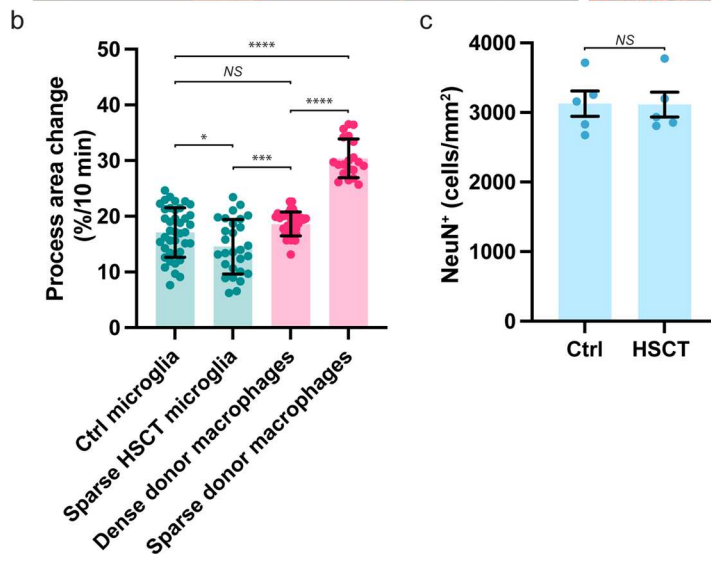 b
Process area change
(%/10 min)
50
40
30
20
10
0
****
NS
****
*
***
Ctrl microglia
Sparse HSCT microglia
Dense donor macrophages
Sparse donor macrophages
c
NeuN⁺ (cells/mm²)
4000
3000
2000
1000
0
NS
Ctrl
HSCT